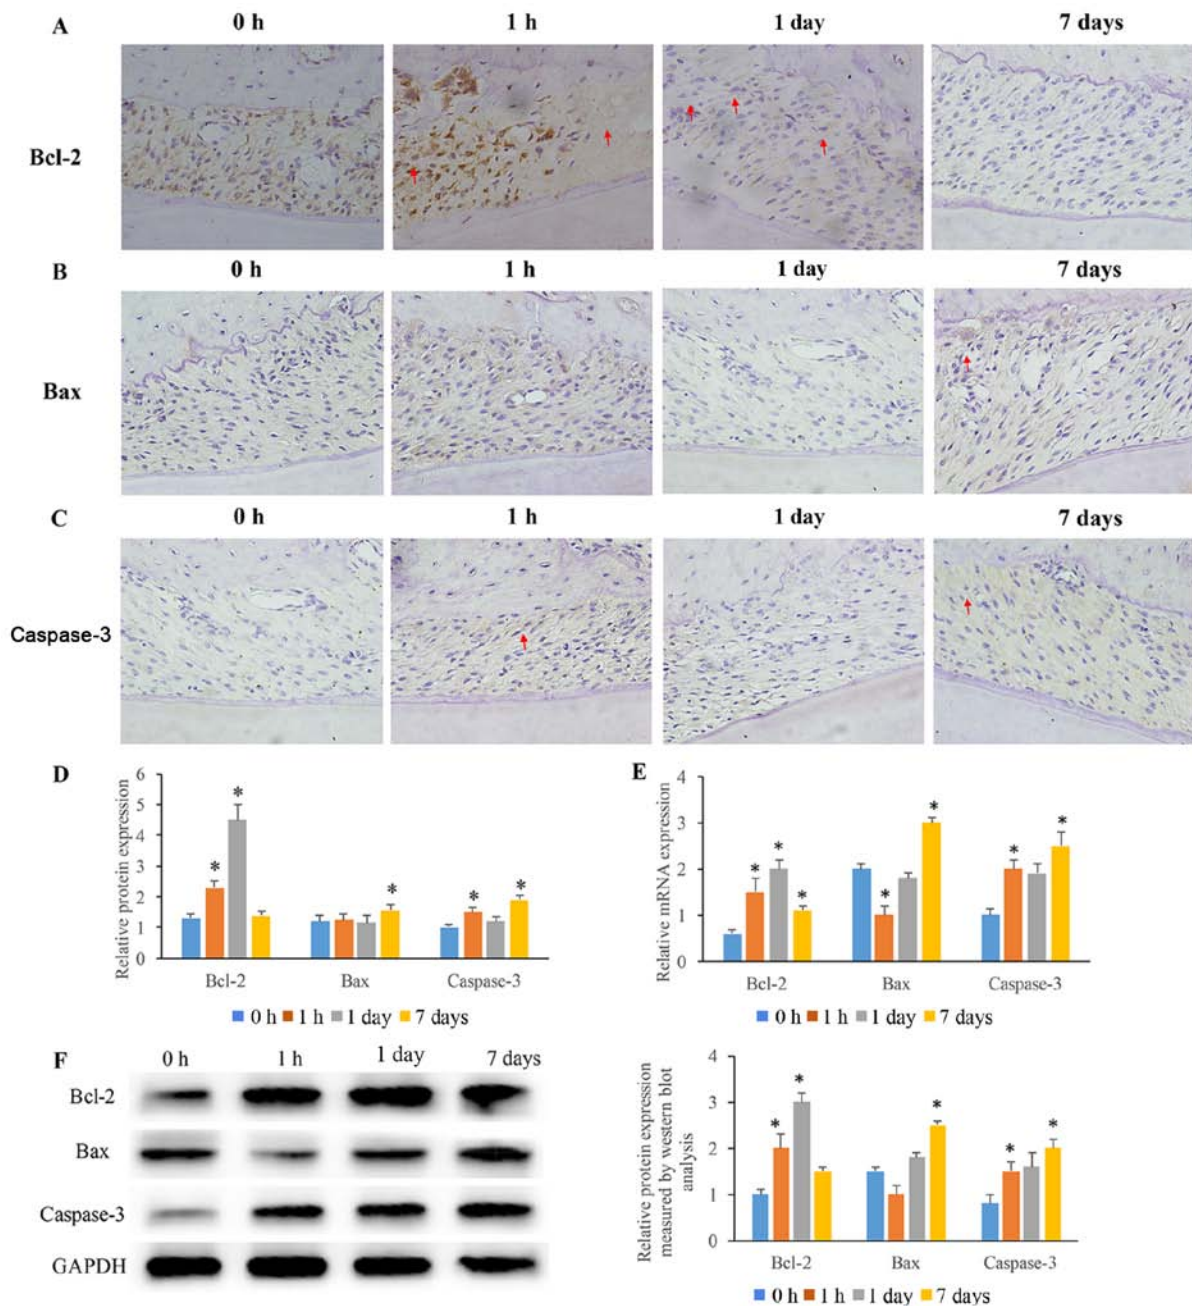 A
0 h
1 h
1 day
7 days
Bcl-2
B
0 h
1 h
1 day
7 days
Bax
C
0 h
1 h
1 day
7 days
Caspase-3
D
Relative protein expression
6
5
4
3
2
1
0
*
*
*
*
*
Bcl-2
Bax
Caspase-3
0 h
1 h
1 day
7 days
E
Relative mRNA expression
4
3
2
1
0
*
*
*
*
*
*
*
Bcl-2
Bax
Caspase-3
0 h
1 h
1 day
7 days
F
0 h
1 h
1 day
7 days
Bcl-2
Bax
Caspase-3
GAPDH
Relative protein expression
measured by western blot
analysis
4
3
2
1
0
*
*
*
*
*
Bcl-2
Bax
Caspase-3
0 h
1 h
1 day
7 days